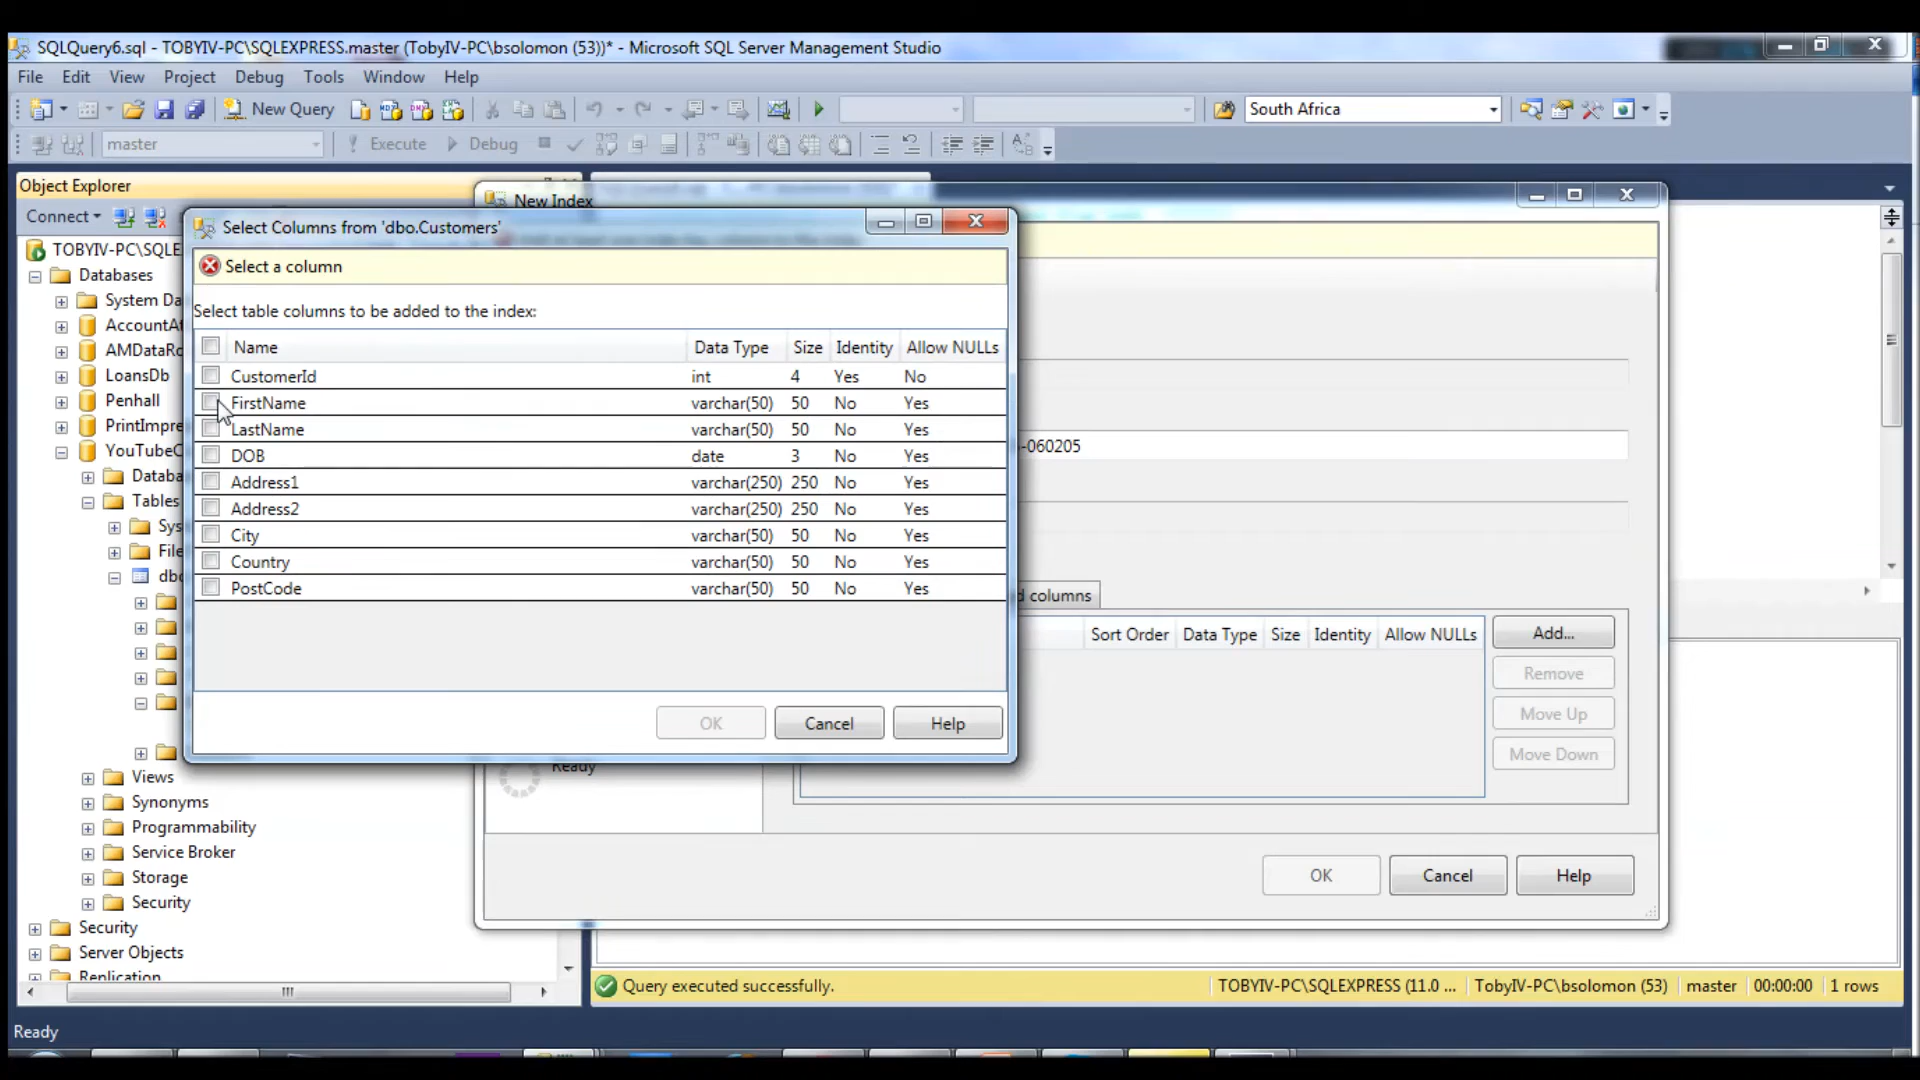 SQLQuery6.sql - TOBYIV-PC\SQLEXPRESS.master (TobyIV-PC\bsolomon (53))* - Microsoft SQL Server Management Studio
File Edit View Project Debug Tools Window Help
New Query South Africa
master Execute Debug
Object Explorer
Connect
TOBYIV-PC\SQLE
Databases
System Da
AccountA
AMDataRo
LoansDb
Penhall
PrintImpre
YouTubeC
Databa
Tables
Sys
File
dbo
Views
Synonyms
Programmability
Service Broker
Storage
Security
Security
Server Objects
Replication
New Index
Select Columns from 'dbo.Customers'
Select a column
Select table columns to be added to the index:
Name Data Type Size Identity Allow NULLs
CustomerId int 4 Yes No
FirstName varchar(50) 50 No Yes
LastName varchar(50) 50 No Yes
DOB date 3 No Yes
Address1 varchar(250) 250 No Yes
Address2 varchar(250) 250 No Yes
City varchar(50) 50 No Yes
Country varchar(50) 50 No Yes
PostCode varchar(50) 50 No Yes
OK Cancel Help
-060205
d columns
Sort Order Data Type Size Identity Allow NULLs
Add...
Remove
Move Up
Move Down
Ready
OK Cancel Help
Query executed successfully. TOBYIV-PC\SQLEXPRESS (11.0 ... TobyIV-PC\bsolomon (53) master 00:00:00 1 rows
Ready